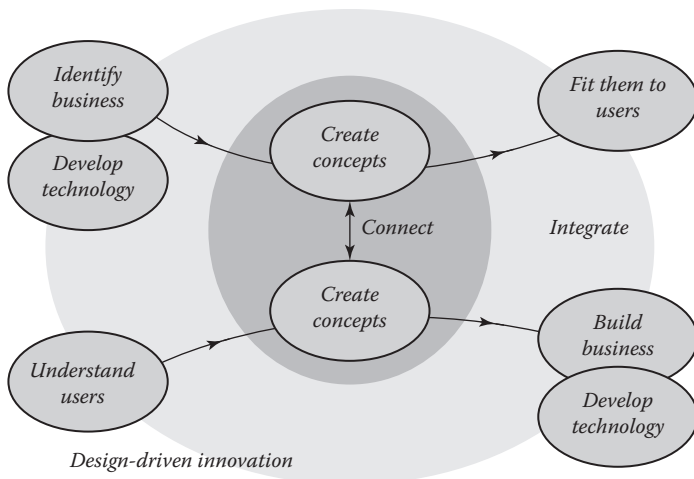 Identify
business
Develop
technology
Create
concepts
Fit them to
users
Connect
Integrate
Create
concepts
Understand
users
Build
business
Develop
technology
Design-driven innovation